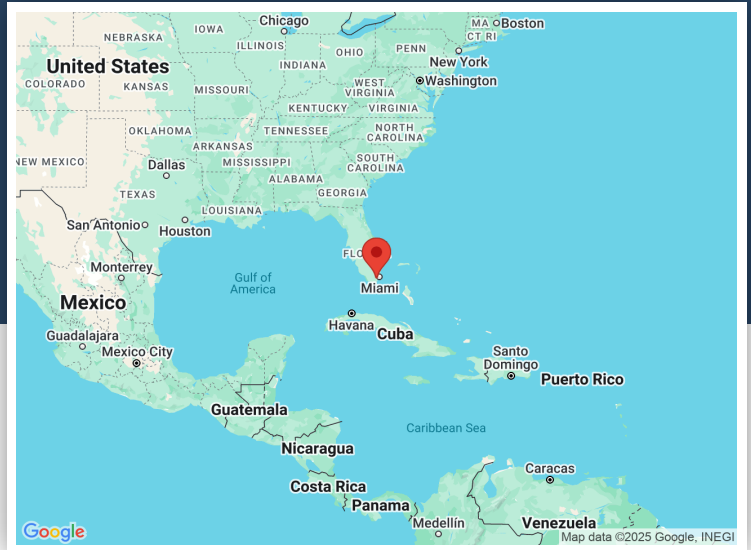 Chicago
MA
Boston
IOWA
NEBRASKA
CT RI
ILLINOIS
OHIO
PENN
New York
United States
INDIANA
Washington
COLORADO
KANSAS
MISSOURI
WEST
VIRGINIA
KENTUCKY
VIRGINIA
OKLAHOMA
TENNESSEE
NORTH
CAROLINA
ARKANSAS
NEW MEXICO
Dallas
MISSISSIPPI
SOUTH
CAROLINA
ALABAMA
TEXAS
GEORGIA
LOUISIANA
San Antonio
Houston
FLO
Monterrey
Gulf of
America
Miami
Mexico
Havana
Cuba
Guadalajara
Mexico City
Santo
Domingo
Puerto Rico
Guatemala
Caribbean Sea
Nicaragua
Caracas
Costa Rica
Panama
Medellín
Venezuela
Google
Map data ©2025 Google, INEGI